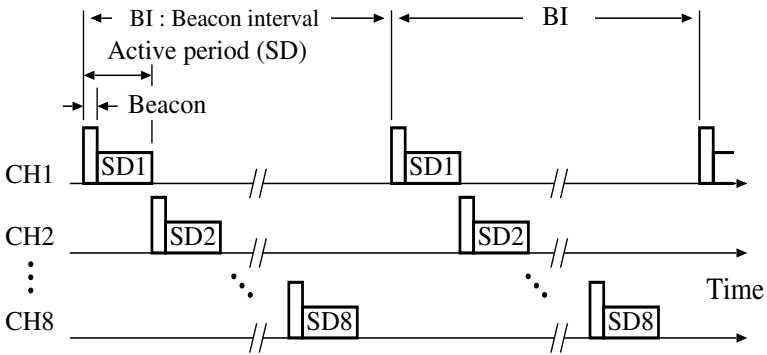 BI : Beacon interval
BI
Active period (SD)
Beacon
CH1
SD1
SD1
CH2
SD2
SD2
Time
CH8
SD8
SD8